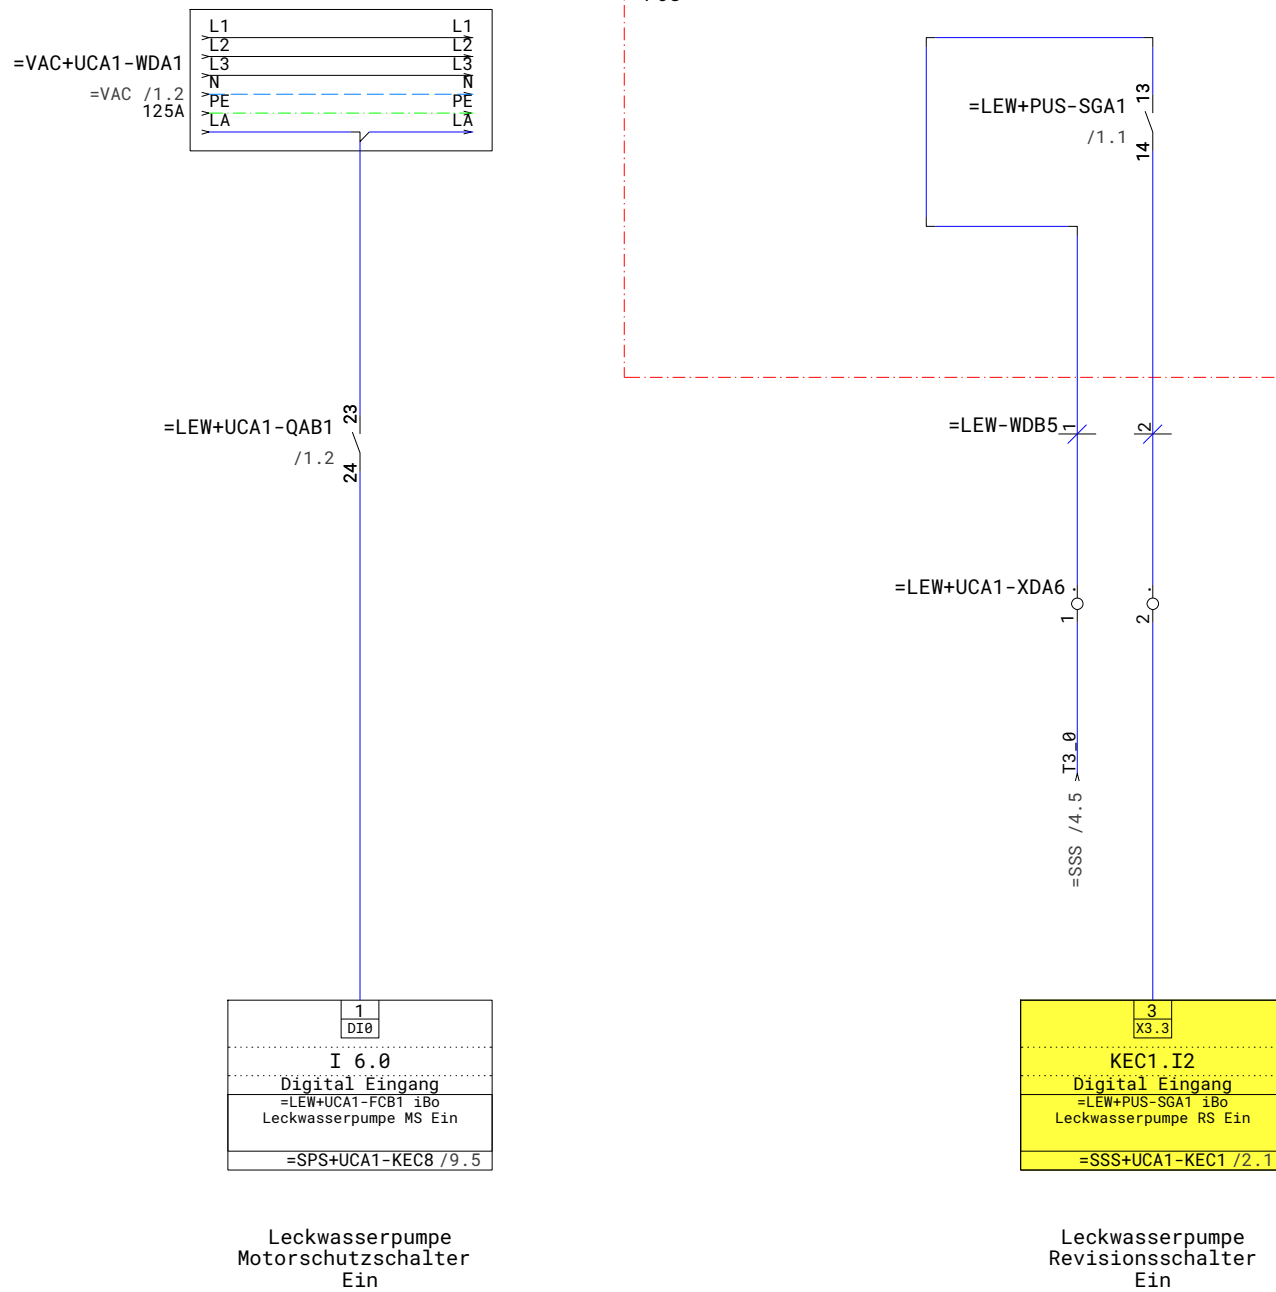 L1 L1
L2 L2
=VAC+UCA1-WDA1 L3 L3
N N
=VAC /1.2 PE PE
125A
LA LA
13
=LEW+PUS-SGA1
/1.1
14
23
=LEW+UCA1-QAB1
/1.2
24
=LEW-WDB5 1 2
=LEW+UCA1-XDA6 . .
1 2
T3_0
=SSS /4.5
1
DI0
I 6.0
Digital Eingang
=LEW+UCA1-FCB1 iBo
Leckwasserpumpe MS Ein
=SPS+UCA1-KEC8 /9.5
Leckwasserpumpe
Motorschutzschalter
Ein
3
X3.3
KEC1.I2
Digital Eingang
=LEW+PUS-SGA1 iBo
Leckwasserpumpe RS Ein
=SSS+UCA1-KEC1 /2.1
Leckwasserpumpe
Revisionsschalter
Ein